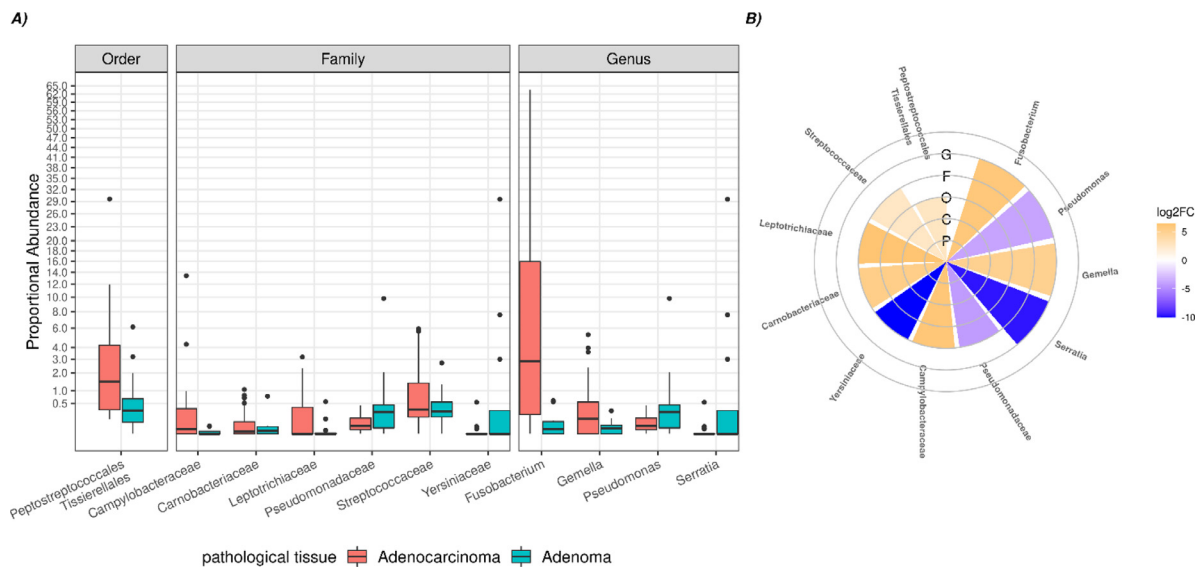 A)
B)
Order
Family
Genus
Proportional Abundance
65.0
62.0
59.0
56.0
53.0
50.0
47.0
44.0
41.0
38.0
35.0
32.0
29.0
26.0
23.0
20.0
18.0
16.0
14.0
12.0
10.0
8.0
6.0
4.0
3.0
2.0
1.0
0.5
Peptostreptococcales
Tissierellales
Campylobacteraceae
Carnobacteriaceae
Leptotrichiaceae
Pseudomonadaceae
Streptococcaceae
Yersiniaceae
Fusobacterium
Gemella
Pseudomonas
Serratia
pathological tissue
Adenocarcinoma
Adenoma
Peptostreptococcales
Tissierellales
Fusobacterium
Pseudomonas
Gemella
Serratia
Pseudomonadaceae
Campylobacteraceae
Yersiniaceae
Carnobacteriaceae
Leptotrichiaceae
Streptococcaceae
G
F
O
C
P
log2FC
5
0
-5
-10